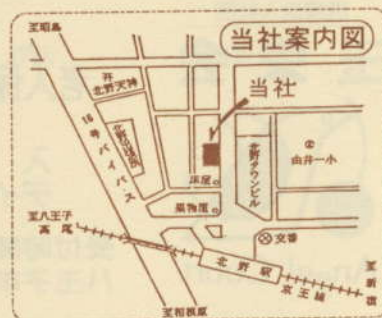 至昭島
当社案内図
北野天神
当社
16号バイパス
北野タウンビル
由井一小
床屋
果物屋
至八王子
高尾
交番
北野駅
京王線
至新宿
至相模原